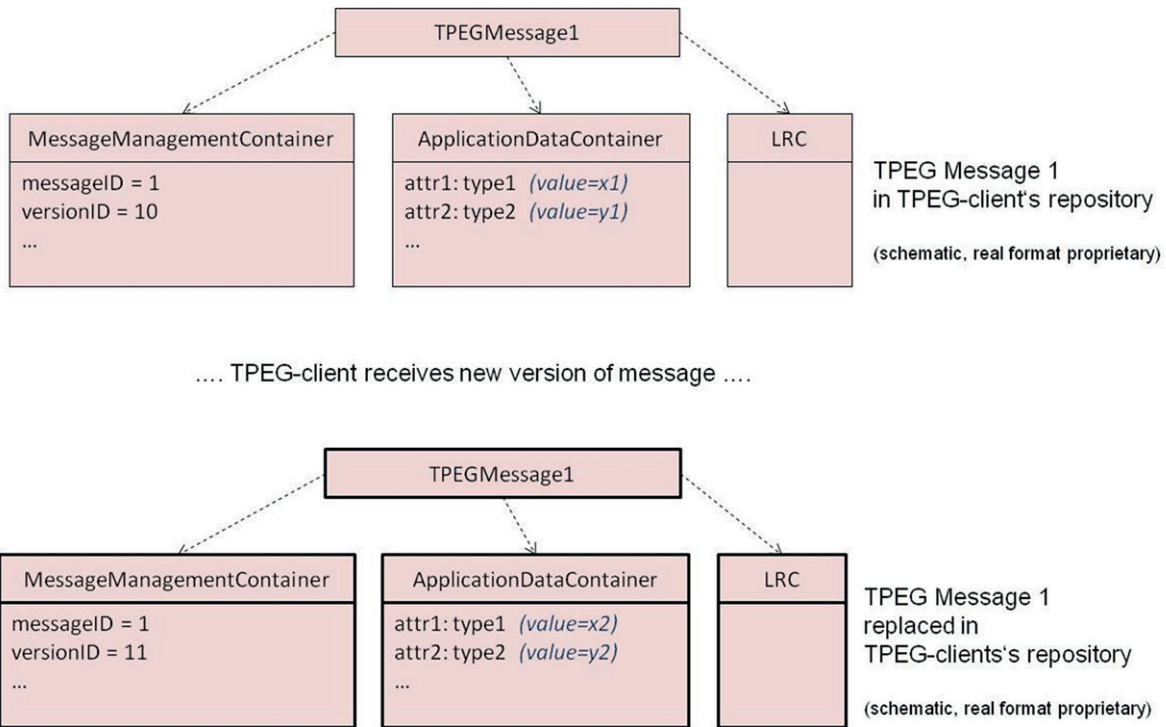 TPEGMessage1
MessageManagementContainer
messageID = 1
versionID = 10
...
ApplicationDataContainer
attr1: type1 (value=x1)
attr2: type2 (value=y1)
...
LRC
TPEG Message 1
in TPEG-client‘s repository
(schematic, real format proprietary)
.... TPEG-client receives new version of message ....
TPEGMessage1
MessageManagementContainer
messageID = 1
versionID = 11
...
ApplicationDataContainer
attr1: type1 (value=x2)
attr2: type2 (value=y2)
...
LRC
TPEG Message 1
replaced in
TPEG-clients‘s repository
(schematic, real format proprietary)